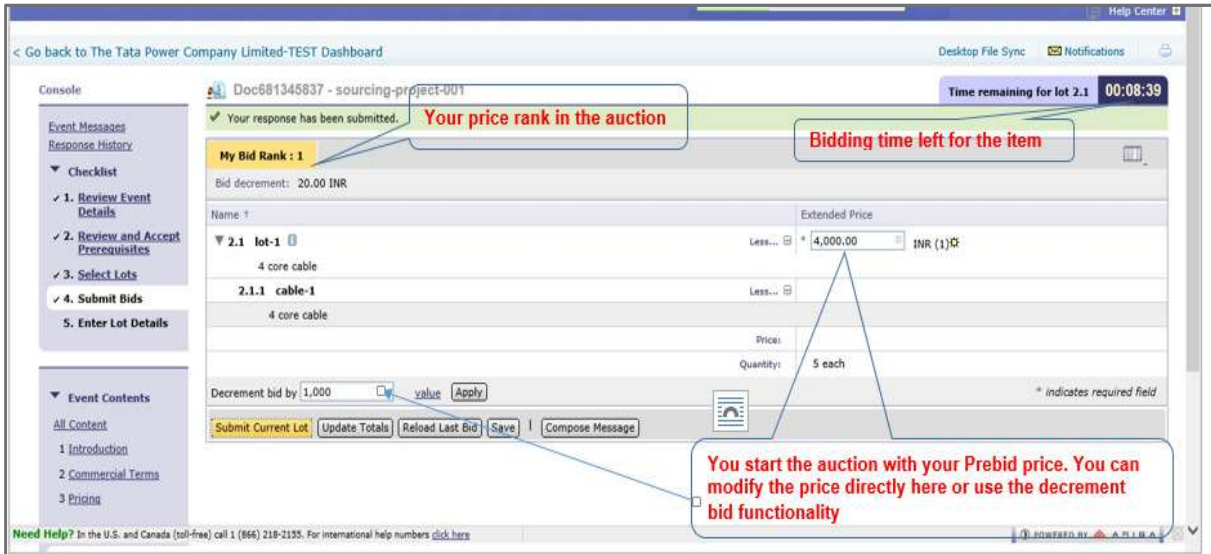 Help Center
< Go back to The Tata Power Company Limited-TEST Dashboard
Desktop File Sync Notifications
Console
Doc681345837 - sourcing-project-001
Time remaining for lot 2.1 00:08:39
Event Messages
Response History
✔ Your response has been submitted.
Your price rank in the auction
Bidding time left for the item
▼ Checklist
✓ 1. Review Event Details
✓ 2. Review and Accept Prerequisites
✓ 3. Select Lots
✓ 4. Submit Bids
5. Enter Lot Details
My Bid Rank : 1
Bid decrement: 20.00 INR
Name ↑ Extended Price
▼ 2.1 lot-1 Less... * 4,000.00 INR (1)
4 core cable
2.1.1 cable-1 Less...
4 core cable
Price:
Quantity: 5 each
Decrement bid by 1,000 value Apply
* indicates required field
Submit Current Lot Update Totals Reload Last Bid Save | Compose Message
▼ Event Contents
All Content
1 Introduction
2 Commercial Terms
3 Pricing
You start the auction with your Prebid price. You can
modify the price directly here or use the decrement
bid functionality
Need Help? In the U.S. and Canada (toll-free) call 1 (866) 218-2155. For international help numbers click here
POWERED BY ARIBA